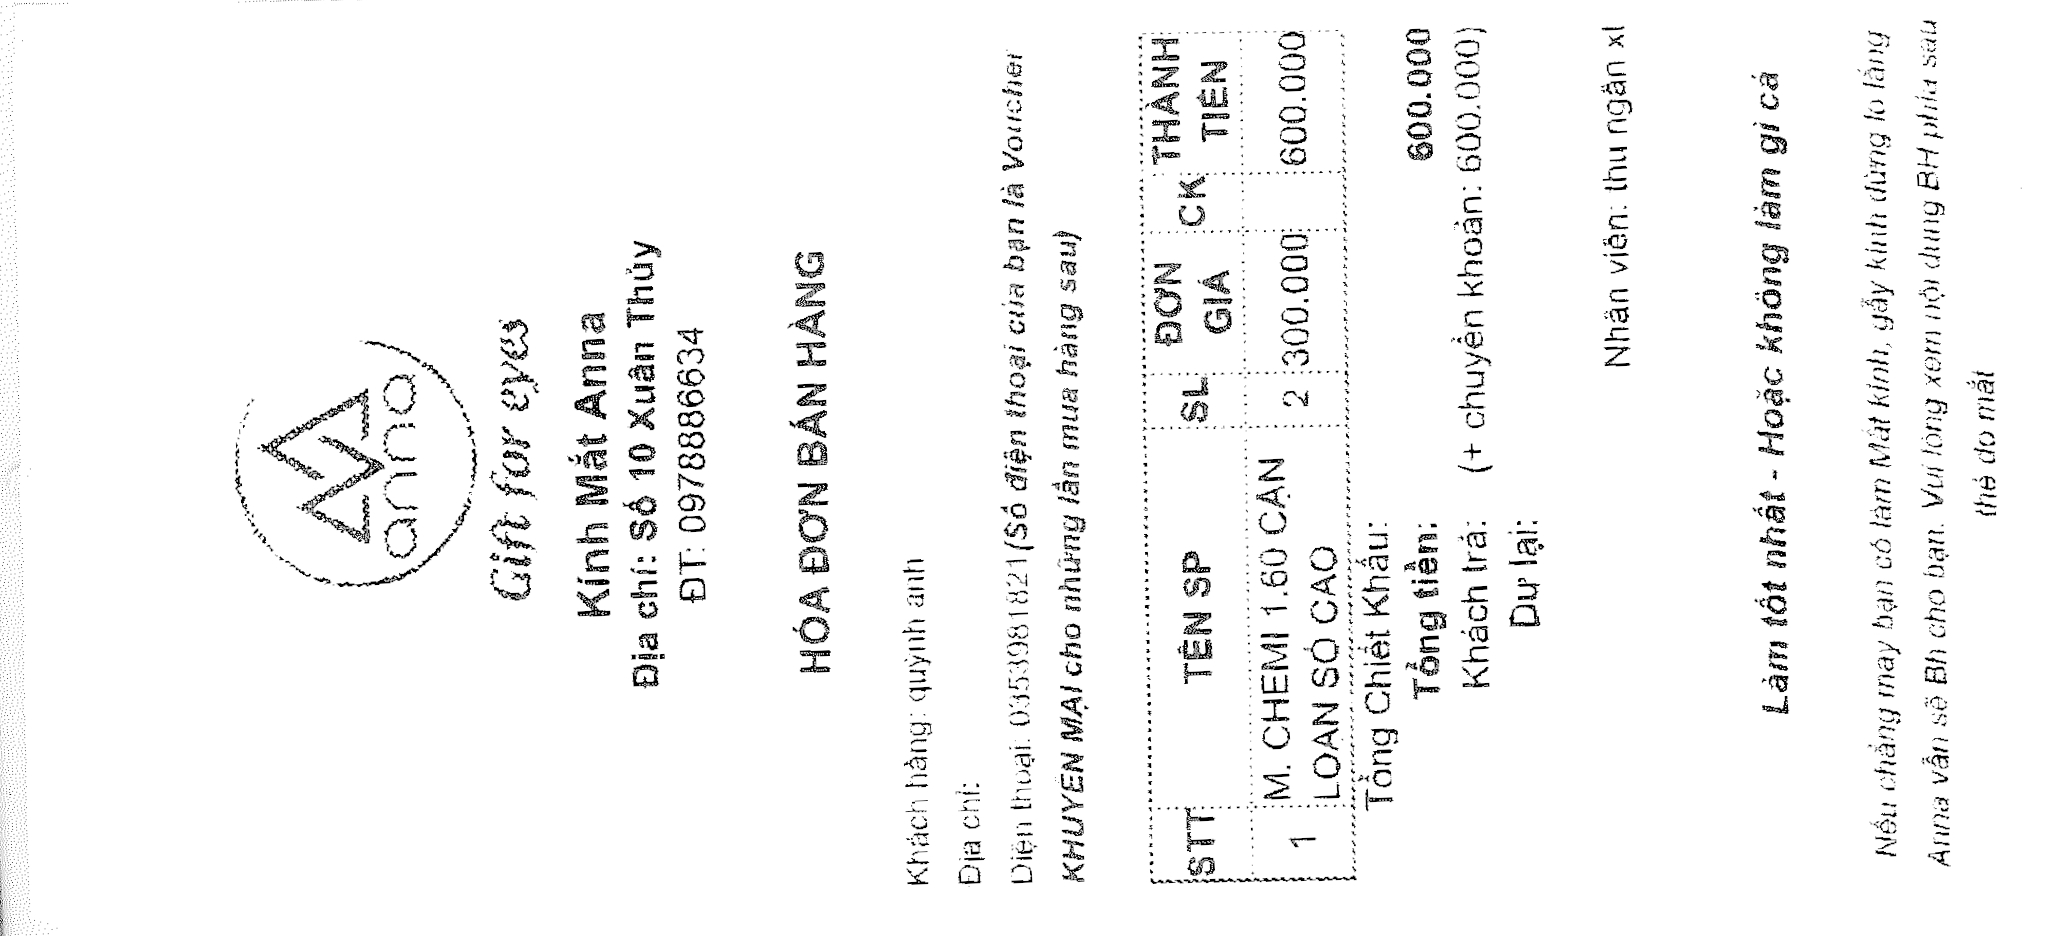 anna
Gift for eyes
Kính Mắt Anna
Địa chỉ: Số 10 Xuân Thủy
ĐT: 0978886634
HÓA ĐƠN BÁN HÀNG
Khách hàng: quỳnh anh
Địa chỉ:
Điện thoại: 0353981821(Số điện thoại của bạn là Voucher
KHUYẾN MẠI cho những lần mua hàng sau)
STT TÊN SP SL ĐƠN GIÁ CK THÀNH TIỀN
1 M. CHEMI 1.60 CẬN 2 300.000 600.000
LOẠN SỐ CAO
Tổng Chiết Khấu:
Tổng tiền: 600.000
Khách trả: (+ chuyển khoản: 600.000)
Dư lại:
Nhân viên: thu ngân xt
Làm tốt nhất - Hoặc không làm gì cả
Nếu chẳng may bạn có làm Mất kính, gẫy kính đừng lo lắng
Anna vẫn sẽ Bh cho bạn. Vui lòng xem nội dung BH phía sau
thẻ đo mắt